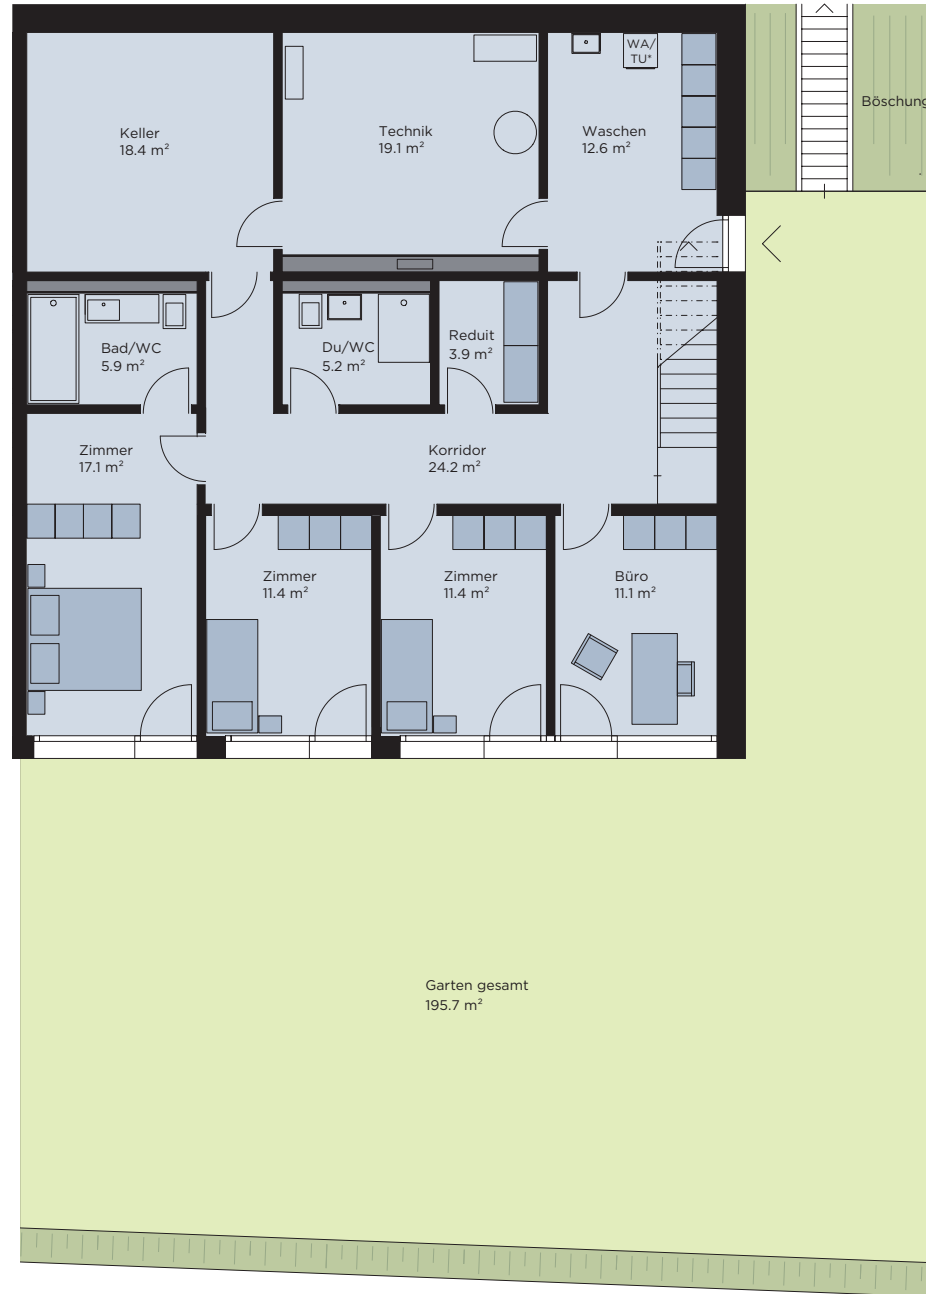 WA/
TU*
Böschung
Keller
18.4 m²
Technik
19.1 m²
Waschen
12.6 m²
Bad/WC
5.9 m²
Du/WC
5.2 m²
Reduit
3.9 m²
Zimmer
17.1 m²
Korridor
24.2 m²
Zimmer
11.4 m²
Zimmer
11.4 m²
Büro
11.1 m²
Garten gesamt
195.7 m²